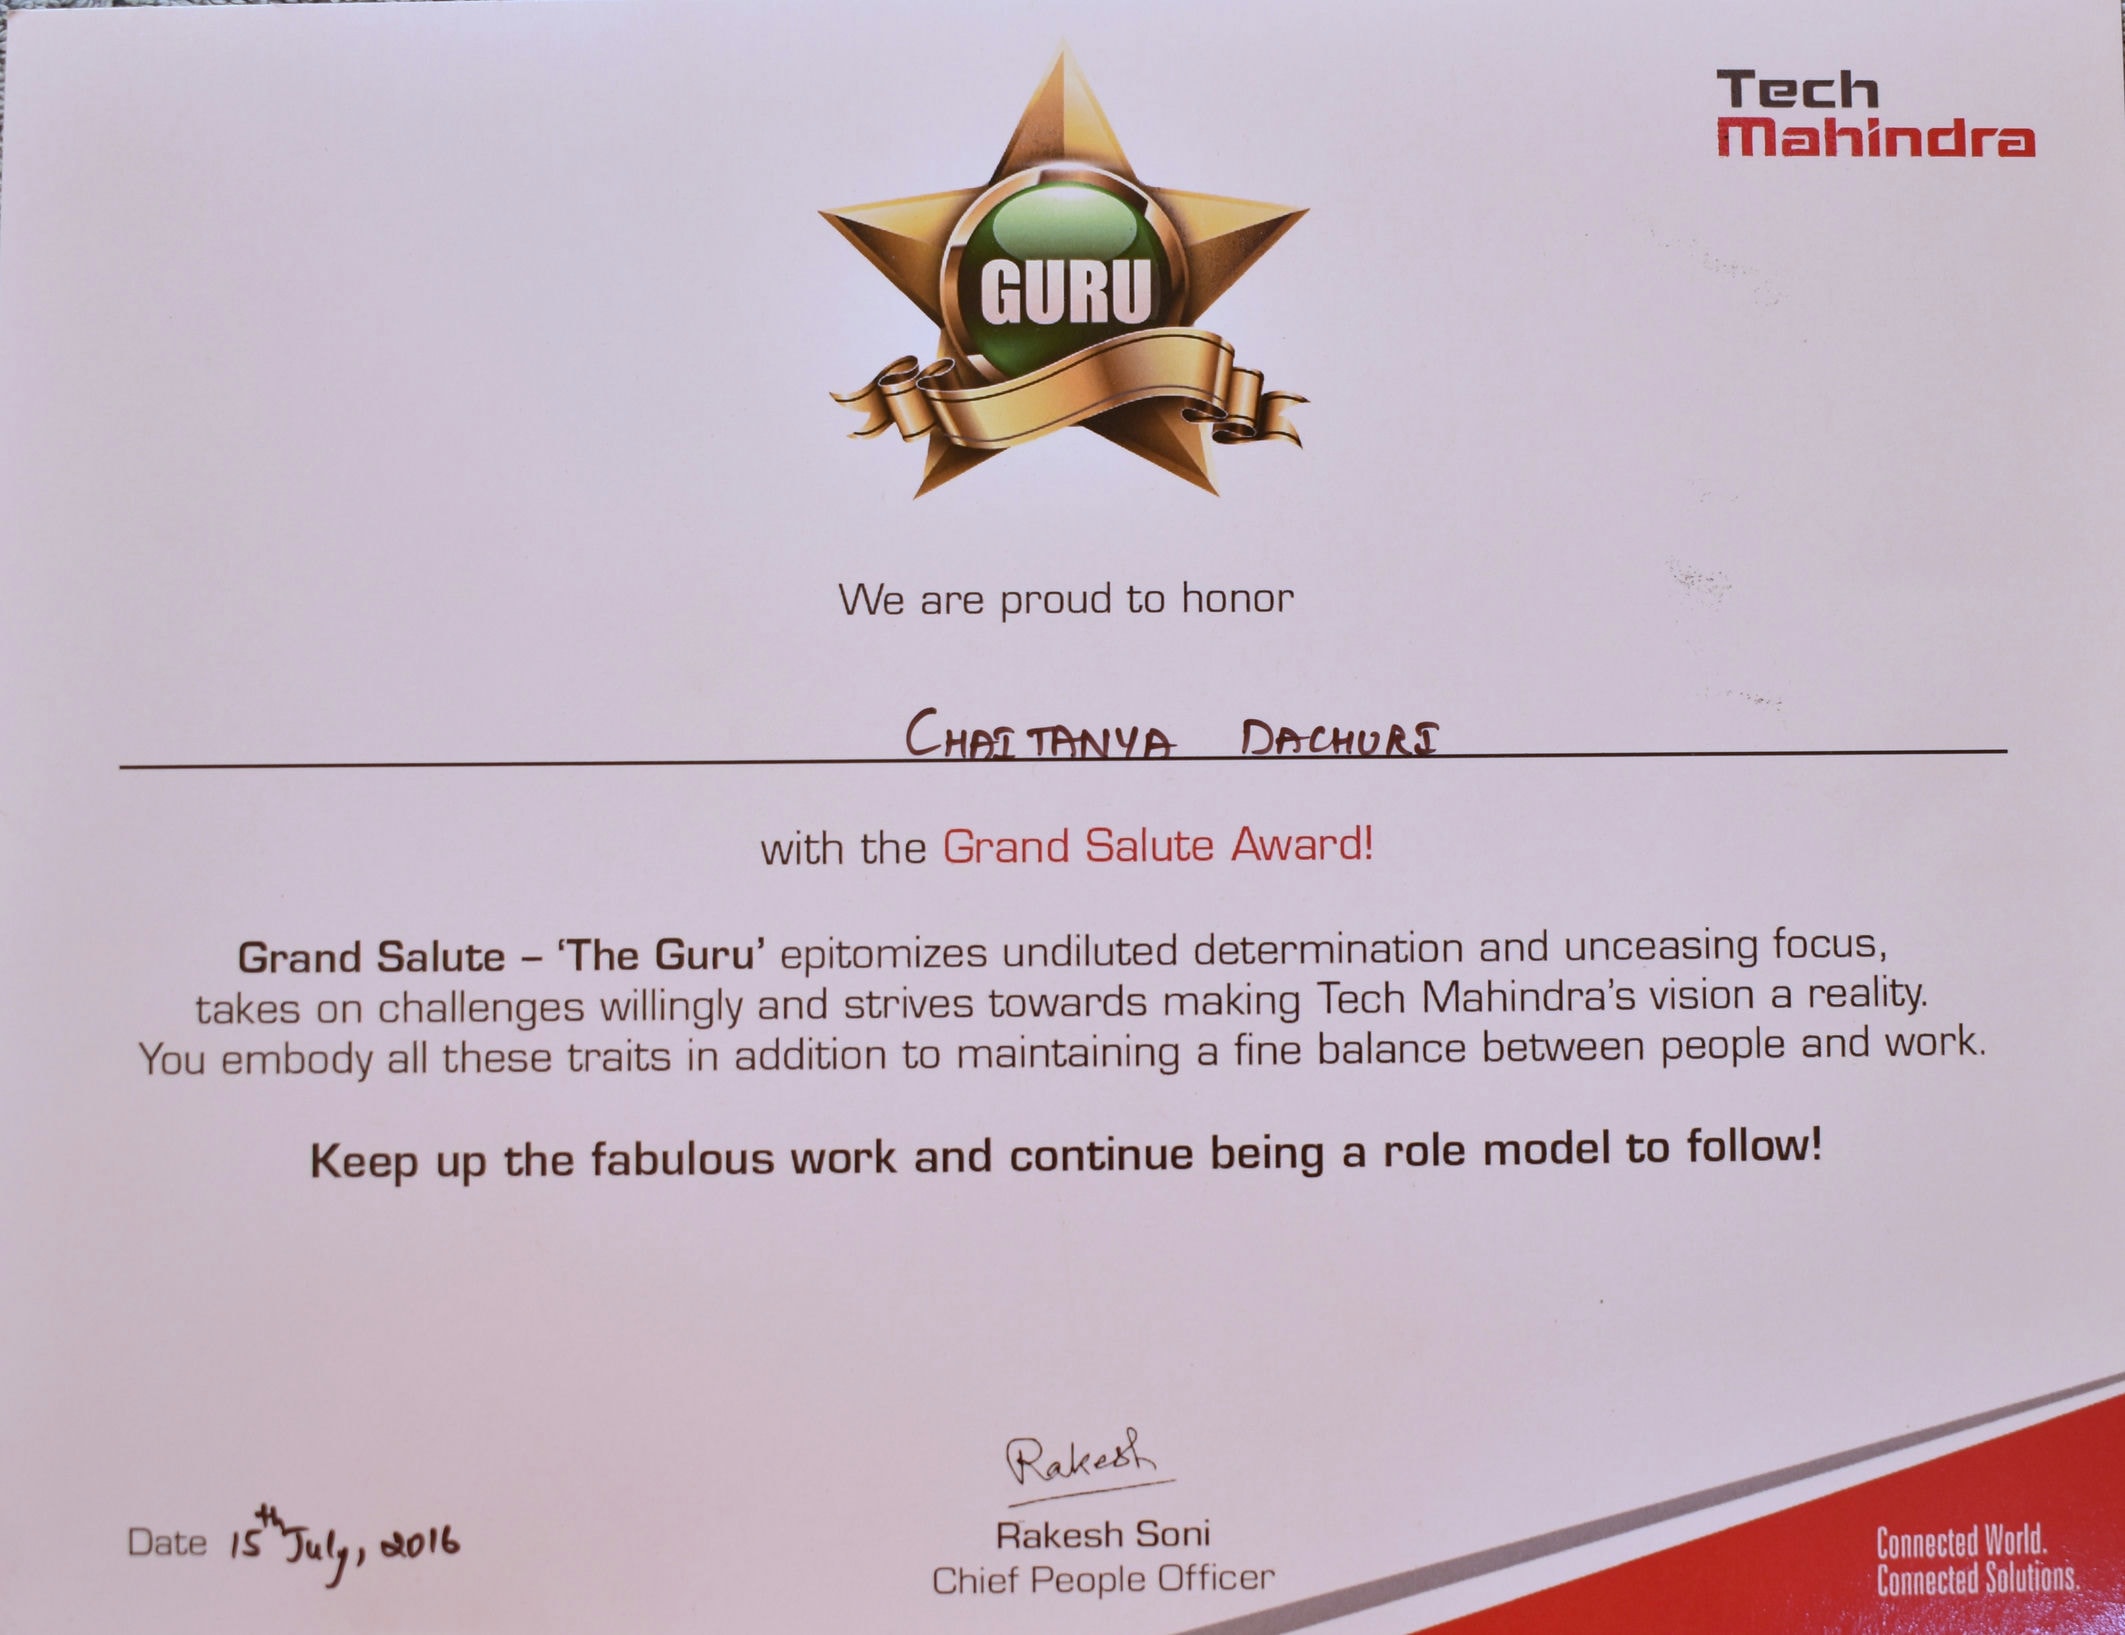 Tech
Mahindra
GURU
We are proud to honor
CHAITANYA DACHURI
with the Grand Salute Award!
Grand Salute – ‘The Guru’ epitomizes undiluted determination and unceasing focus,
takes on challenges willingly and strives towards making Tech Mahindra’s vision a reality.
You embody all these traits in addition to maintaining a fine balance between people and work.
Keep up the fabulous work and continue being a role model to follow!
Rakesh
Date 15th July, 2016
Rakesh Soni
Chief People Officer
Connected World.
Connected Solutions.